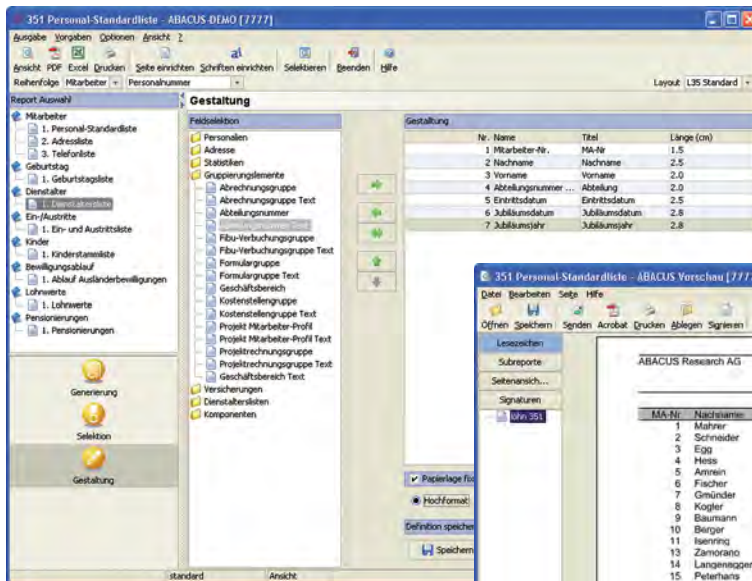 351 Personal-Standardliste - ABACUS-DEMO [7777]
Ausgabe Vorgaben Optionen Ansicht ?
Ansicht PDF Excel Drucken Seite einrichten Schriften einrichten Selektieren Beenden Hilfe
Reihenfolge Mitarbeiter Personalnummer Layout L35 Standard
Report Auswahl
Mitarbeiter
1. Personal-Standardliste
2. Adressliste
3. Telefonliste
Geburtstag
1. Geburtstagsliste
Dienstalter
1. Dienstaltersliste
Ein-/Austritte
1. Ein- und Austrittsliste
Kinder
1. Kinderstammliste
Bewilligungsablauf
1. Ablauf Ausländerbewilligungen
Lohnwerte
1. Lohnwerte
Pensionierungen
1. Pensionierungen
Generierung
Selektion
Gestaltung
Gestaltung
Feldselektion
Personalien
Adresse
Statistiken
Gruppierungslemente
Abrechnungsgruppe
Abrechnungsgruppe Text
Abteilungsnummer
Fibu-Verbuchungsgruppe
Fibu-Verbuchungsgruppe Text
Formulargruppe
Formulargruppe Text
Geschäftsbereich
Kostenstellengruppe
Kostenstellengruppe Text
Projekt Mitarbeiter-Profil
Projekt Mitarbeiter-Profil Text
Projektrechnungsgruppe
Projektrechnungsgruppe Text
Geschäftsbereich Text
Versicherungen
Dienstalterslisten
Komponenten
Gestaltung
Nr. Name Titel Länge (cm)
1 Mitarbeiter-Nr. MA-Nr 1.5
2 Nachname Nachname 2.5
3 Vorname Vorname 2.0
4 Abteilungsnummer ... Abteilung 2.0
5 Eintrittsdatum Eintrittsdatum 2.5
6 Jubiläumsdatum Jubiläumsdatum 2.8
7 Jubiläumsjahr Jubiläumsjahr 2.8
Papierlage fix
Hochformat
Definition speicher
Speichern
standard Ansicht
351 Personal-Standardliste - ABACUS Vorschau [777
Datei Bearbeiten Seite Hilfe
Öffnen Speichern Senden Acrobat Drucken Ablegen Signieren
Lesezeichen
Subreporte
Seitenansich...
Signaturen
lohn 351
ABACUS Research AG
MA-Nr Nachname
1 Mahrer
2 Schneider
3 Egg
4 Hess
5 Amrein
6 Fischer
7 Gmünder
8 Kogler
9 Baumann
10 Berger
11 Isenring
13 Zamorano
14 Langenegger
15 Peterhans